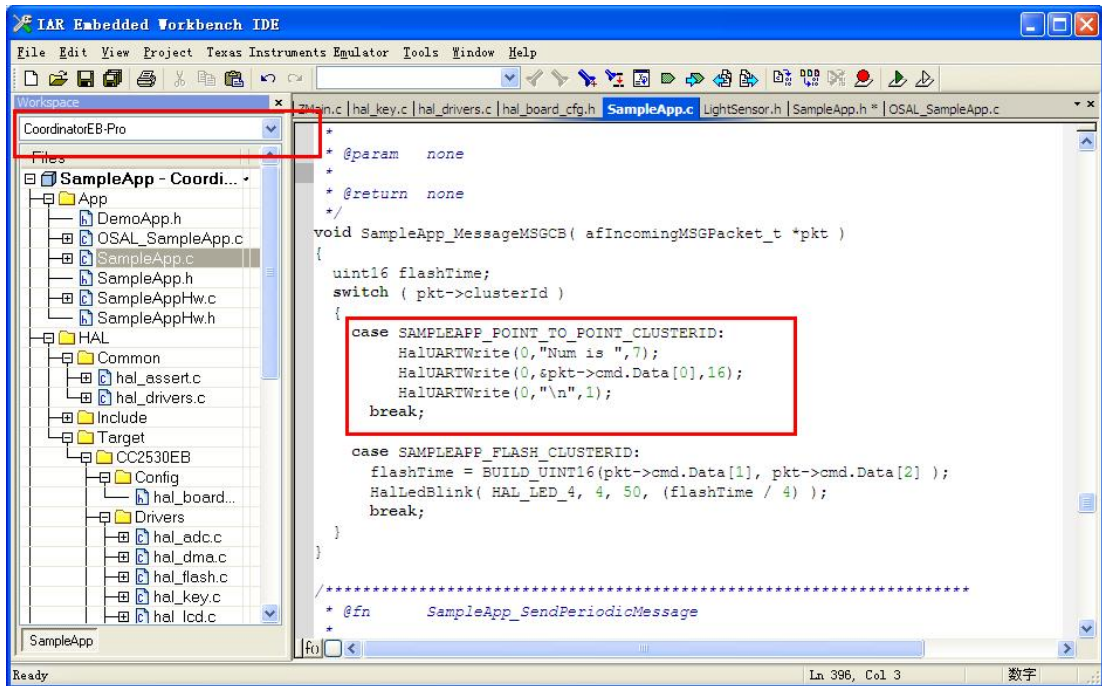 IAR Embedded Workbench IDE
File Edit View Project Texas Instruments Emulator Tools Window Help
Workspace
ZMain.c | hal_key.c | hal_drivers.c | hal_board_cfg.h SampleApp.c LightSensor.h | SampleApp.h * | OSAL_SampleApp.c
CoordinatorEB-Pro
Files
SampleApp - Coordi...
App
DemoApp.h
OSAL_SampleApp.c
SampleApp.c
SampleApp.h
SampleAppHw.c
SampleAppHw.h
HAL
Common
hal_assert.c
hal_drivers.c
Include
Target
CC2530EB
Config
hal_board...
Drivers
hal_adc.c
hal_dma.c
hal_flash.c
hal_key.c
hal_lcd.c
SampleApp
*
* @param none
*
* @return none
*/
void SampleApp_MessageMSGCB( afIncomingMSGPacket_t *pkt )
{
uint16 flashTime;
switch ( pkt->clusterId )
{
case SAMPLEAPP_POINT_TO_POINT_CLUSTERID:
HalUARTWrite(0,"Num is ",7);
HalUARTWrite(0,&pkt->cmd.Data[0],16);
HalUARTWrite(0,"\n",1);
break;
case SAMPLEAPP_FLASH_CLUSTERID:
flashTime = BUILD_UINT16(pkt->cmd.Data[1], pkt->cmd.Data[2] );
HalLedBlink( HAL_LED_4, 4, 50, (flashTime / 4) );
break;
}
}
/*********************************************************************
* @fn SampleApp_SendPeriodicMessage
*
f()
Ready
Ln 396, Col 3
数字